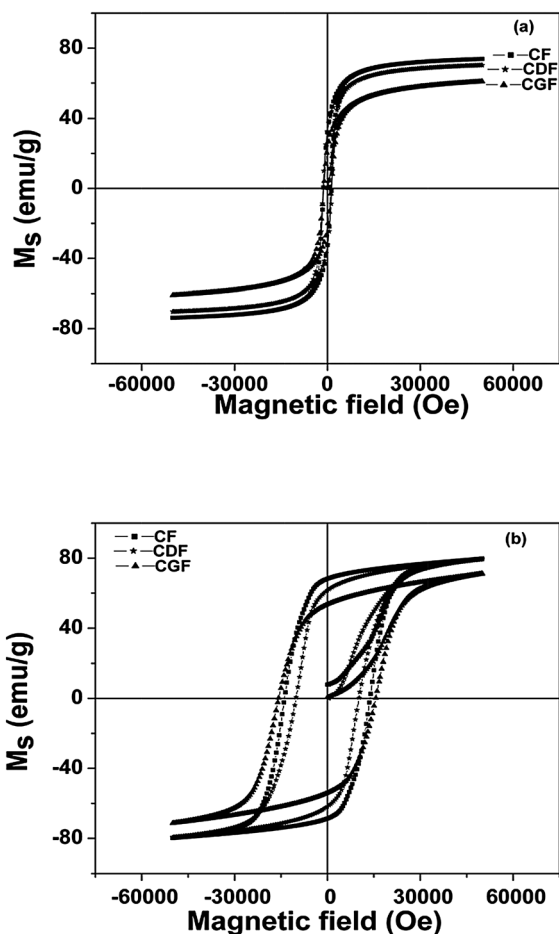 (a)
80
40
0
-40
-80
Ms (emu/g)
—■—CF
—★—CDF
—▲—CGF
-60000 -30000 0 30000 60000
Magnetic field (Oe)
(b)
80
40
0
-40
-80
Ms (emu/g)
—■—CF
—★—CDF
—▲—CGF
-60000 -30000 0 30000 60000
Magnetic field (Oe)